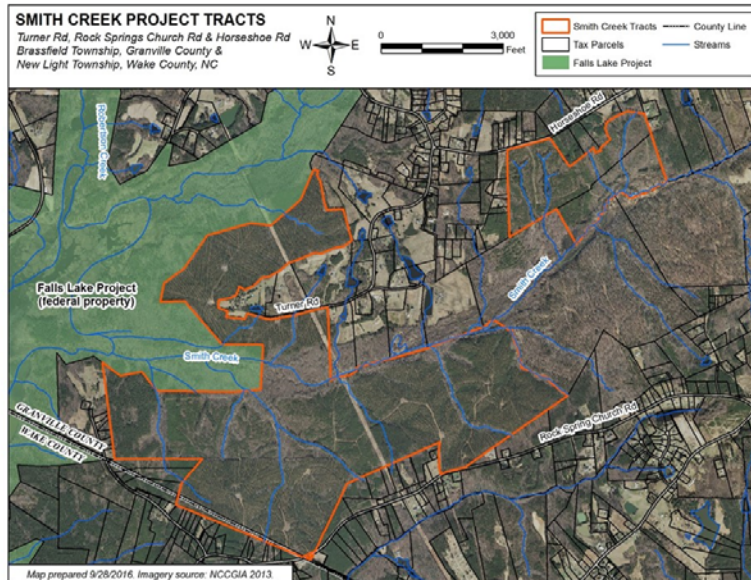 SMITH CREEK PROJECT TRACTS
Turner Rd, Rock Springs Church Rd & Horseshoe Rd
Brassfield Township, Granville County &
New Light Township, Wake County, NC
N
W E
S
0 3,000
Feet
Smith Creek Tracts
Tax Parcels
Falls Lake Project
County Line
Streams
Robertson Creek
Horseshoe Rd
Falls Lake Project
(federal property)
Turner Rd
Smith Creek
Smith Creek
GRANVILLE COUNTY
WAKE COUNTY
Rock Spring Church Rd
Map prepared 9/28/2016. Imagery source: NCCGIA 2013.